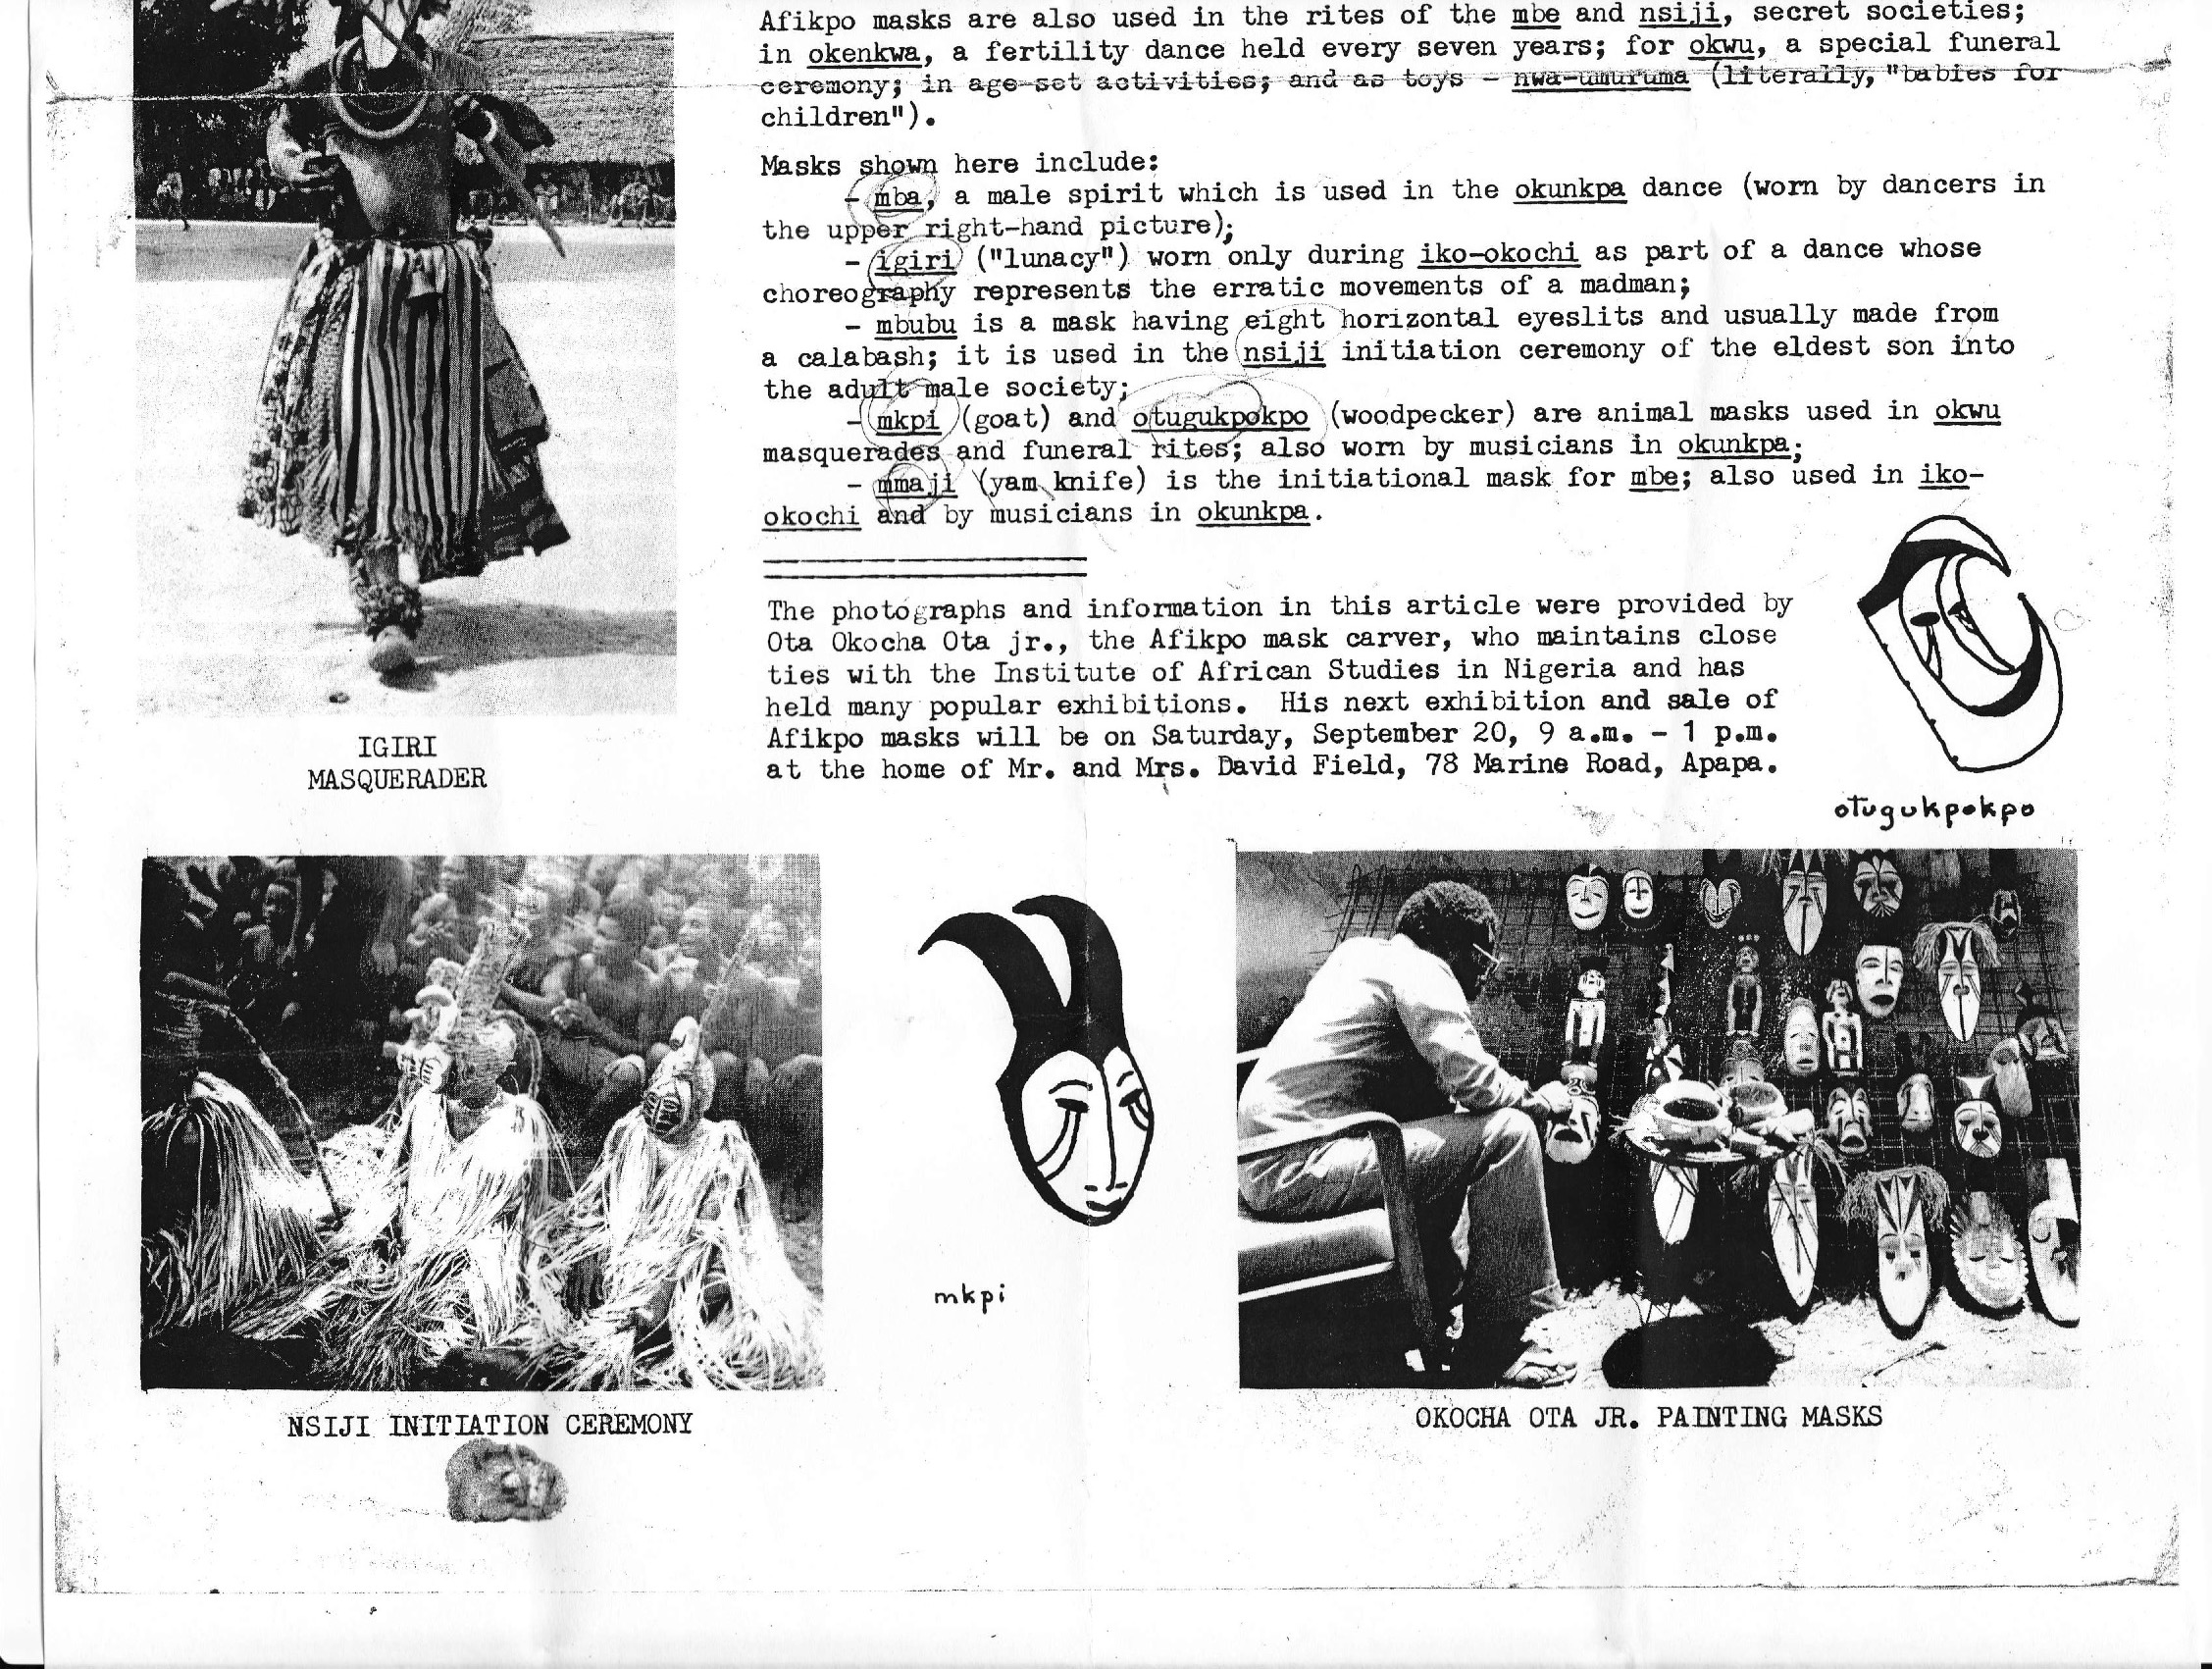 Afikpo masks are also used in the rites of the mbe and nsiji, secret societies;
in okenkwa, a fertility dance held every seven years; for okwu, a special funeral
ceremony; in age-set activities; and as toys - nwa-umuruma (literally, "babies for
children").
Masks shown here include:
- mba, a male spirit which is used in the okunkpa dance (worn by dancers in
the upper right-hand picture);
- igiri ("lunacy") worn only during iko-okochi as part of a dance whose
choreography represents the erratic movements of a madman;
- mbubu is a mask having eight horizontal eyeslits and usually made from
a calabash; it is used in the nsiji initiation ceremony of the eldest son into
the adult male society;
- mkpi (goat) and otugukpokpo (woodpecker) are animal masks used in okwu
masquerades and funeral rites; also worn by musicians in okunkpa;
- mmaji (yam knife) is the initiational mask for mbe; also used in iko-
okochi and by musicians in okunkpa.
The photographs and information in this article were provided by
Ota Okocha Ota jr., the Afikpo mask carver, who maintains close
ties with the Institute of African Studies in Nigeria and has
held many popular exhibitions. His next exhibition and sale of
Afikpo masks will be on Saturday, September 20, 9 a.m. - 1 p.m.
at the home of Mr. and Mrs. David Field, 78 Marine Road, Apapa.
IGIRI
MASQUERADER
otugukpokpo
mkpi
NSIJI INITIATION CEREMONY
OKOCHA OTA JR. PAINTING MASKS